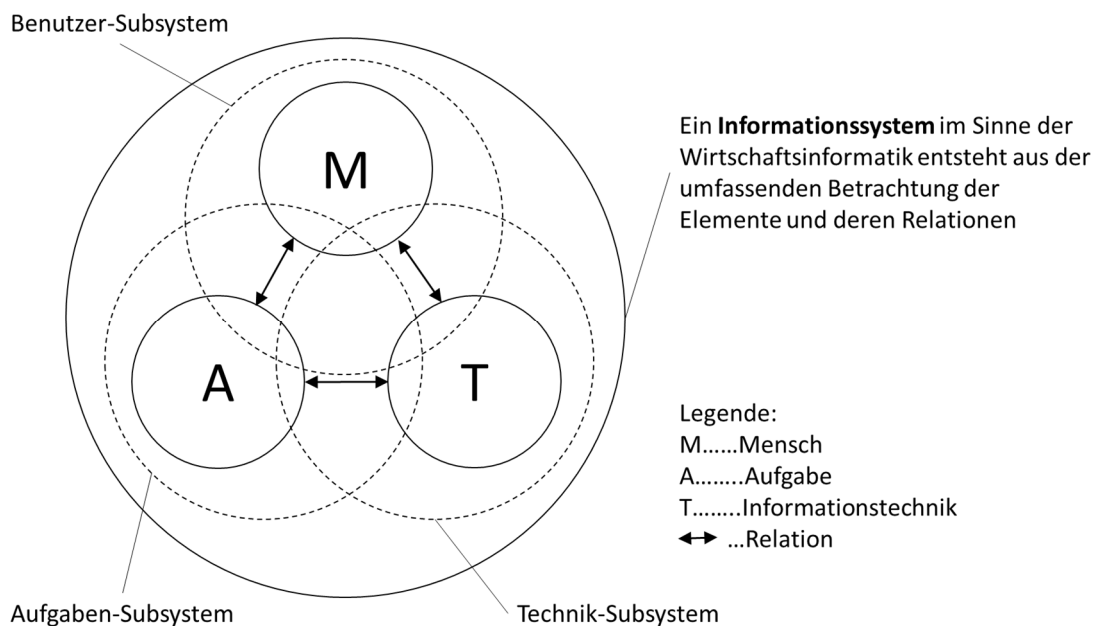 Benutzer-Subsystem
Ein Informationssystem im Sinne der
Wirtschaftsinformatik entsteht aus der
umfassenden Betrachtung der
Elemente und deren Relationen
M
A
T
Legende:
M......Mensch
A........Aufgabe
T........Informationstechnik
...Relation
Aufgaben-Subsystem
Technik-Subsystem